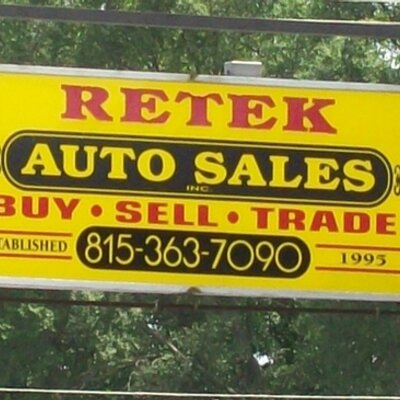 RETEK
AUTO SALES
INC.
BUY • SELL • TRADE
ESTABLISHED 815-363-7090 1995